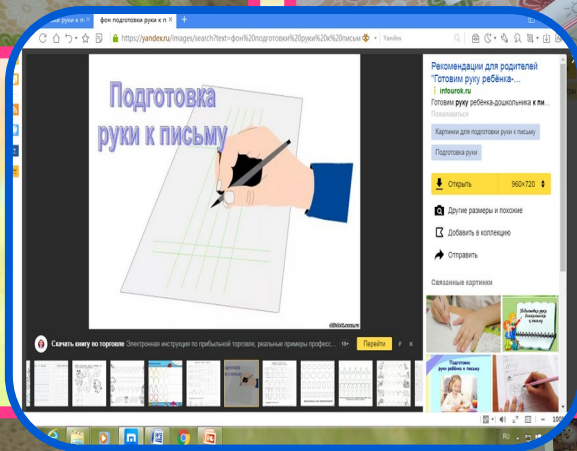 фон подготовки руки к п
https://yandex.ru/images/search?text=фон%20подготовки%20руки%20к%20письм
Yandex
Подготовка
руки к письму
Рекомендации для родителей
"Готовим руку ребёнка-...
infourok.ru
Готовим руку ребёнка-дошкольника к пи...
Пожаловаться
Картинки для подготовки руки к письму
Подготовка руки
Открыть
960×720
Другие размеры и похожие
Добавить в коллекцию
Отправить
Связанные картинки
Скачать книгу по торговле Электронная инструкция по прибыльной торговле, реальные примеры професс...
18+
Перейти
Подготовка
руки ребёнка к письму
RU